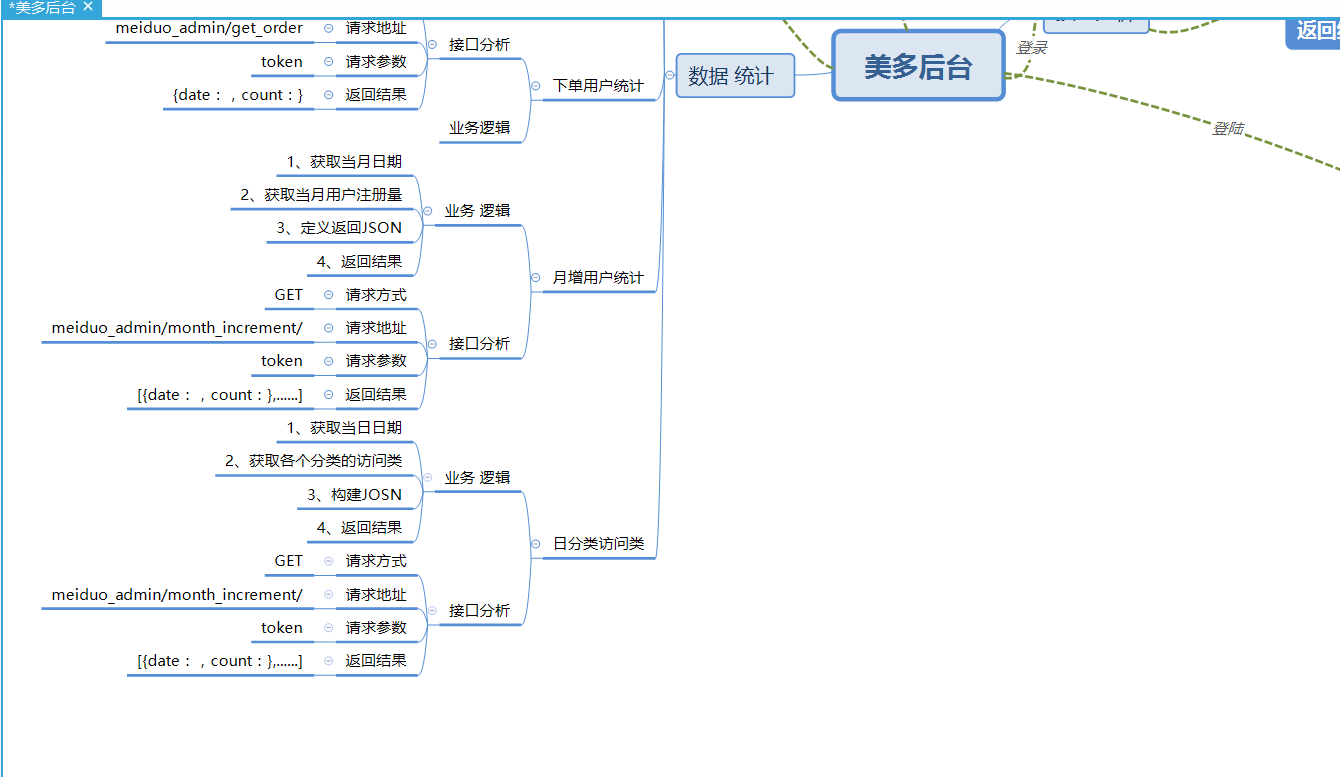 *美多后台 ×
meiduo_admin/get_order 请求地址
接口分析
token 请求参数
{date：，count：} 返回结果
下单用户统计
业务逻辑
数据 统计
美多后台
登录
登陆
返回
1、获取当月日期
2、获取当月用户注册量
业务 逻辑
3、定义返回JSON
4、返回结果
月增用户统计
GET 请求方式
meiduo_admin/month_increment/ 请求地址
接口分析
token 请求参数
[{date：，count：},......] 返回结果
1、获取当日日期
2、获取各个分类的访问类
业务 逻辑
3、构建JOSN
4、返回结果
日分类访问类
GET 请求方式
meiduo_admin/month_increment/ 请求地址
接口分析
token 请求参数
[{date：，count：},......] 返回结果